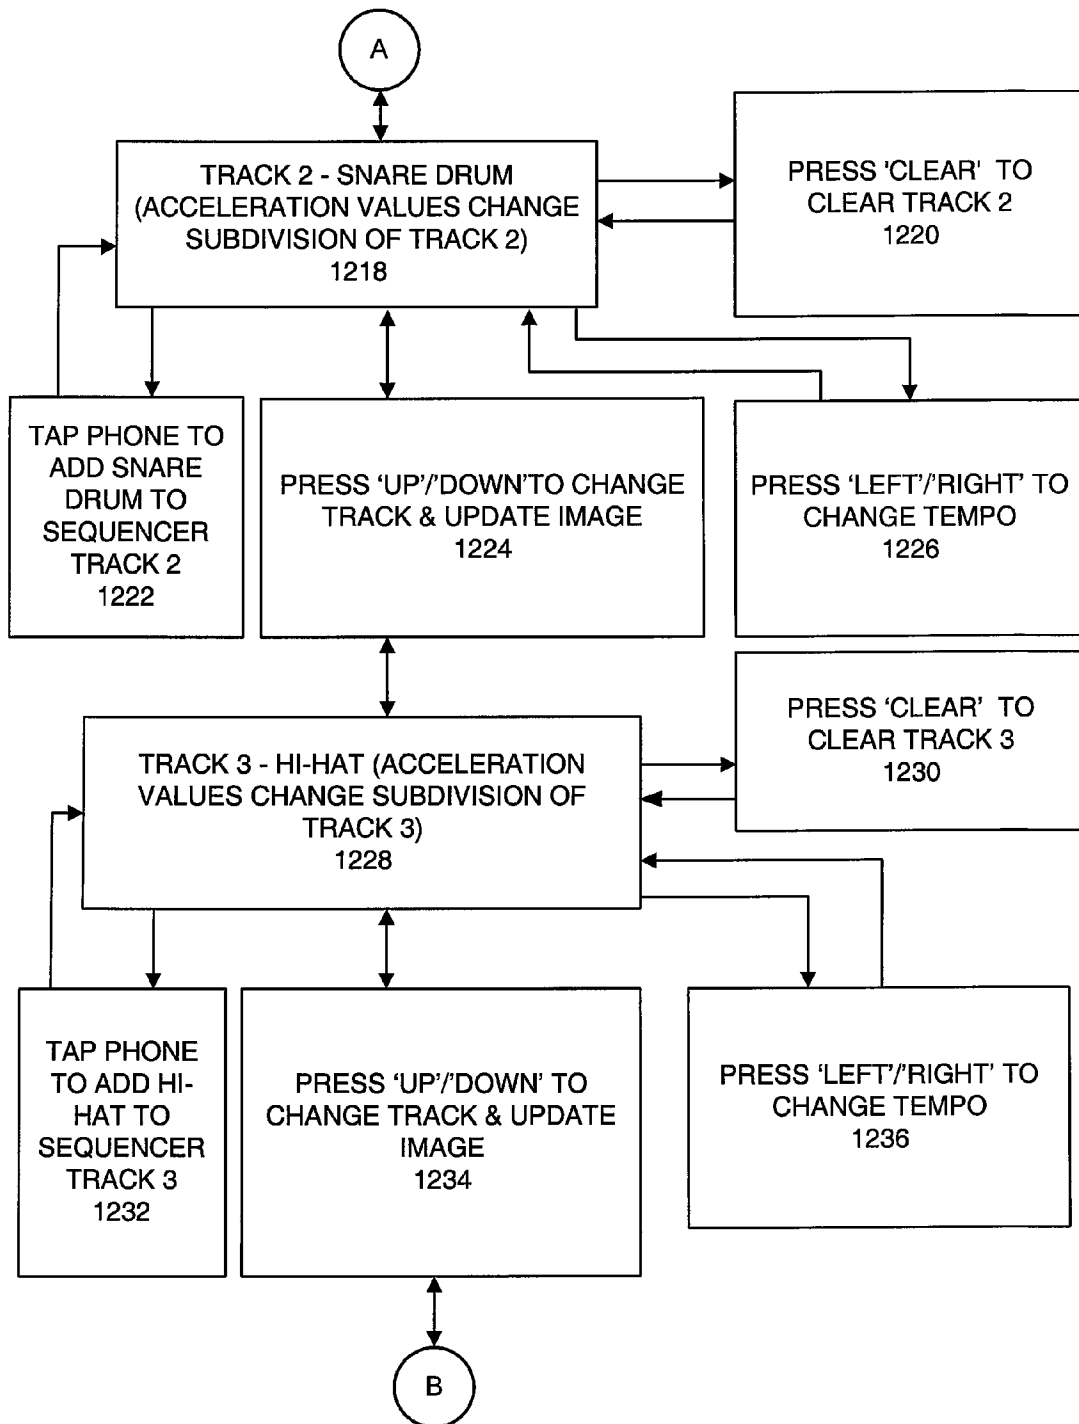 A
TRACK 2 - SNARE DRUM
(ACCELERATION VALUES CHANGE
SUBDIVISION OF TRACK 2)
1218
PRESS 'CLEAR' TO
CLEAR TRACK 2
1220
TAP PHONE TO
ADD SNARE
DRUM TO
SEQUENCER
TRACK 2
1222
PRESS 'UP'/'DOWN'TO CHANGE
TRACK & UPDATE IMAGE
1224
PRESS 'LEFT'/'RIGHT' TO
CHANGE TEMPO
1226
TRACK 3 - HI-HAT (ACCELERATION
VALUES CHANGE SUBDIVISION OF
TRACK 3)
1228
PRESS 'CLEAR' TO
CLEAR TRACK 3
1230
TAP PHONE
TO ADD HI-
HAT TO
SEQUENCER
TRACK 3
1232
PRESS 'UP'/'DOWN' TO
CHANGE TRACK & UPDATE
IMAGE
1234
PRESS 'LEFT'/'RIGHT' TO
CHANGE TEMPO
1236
B